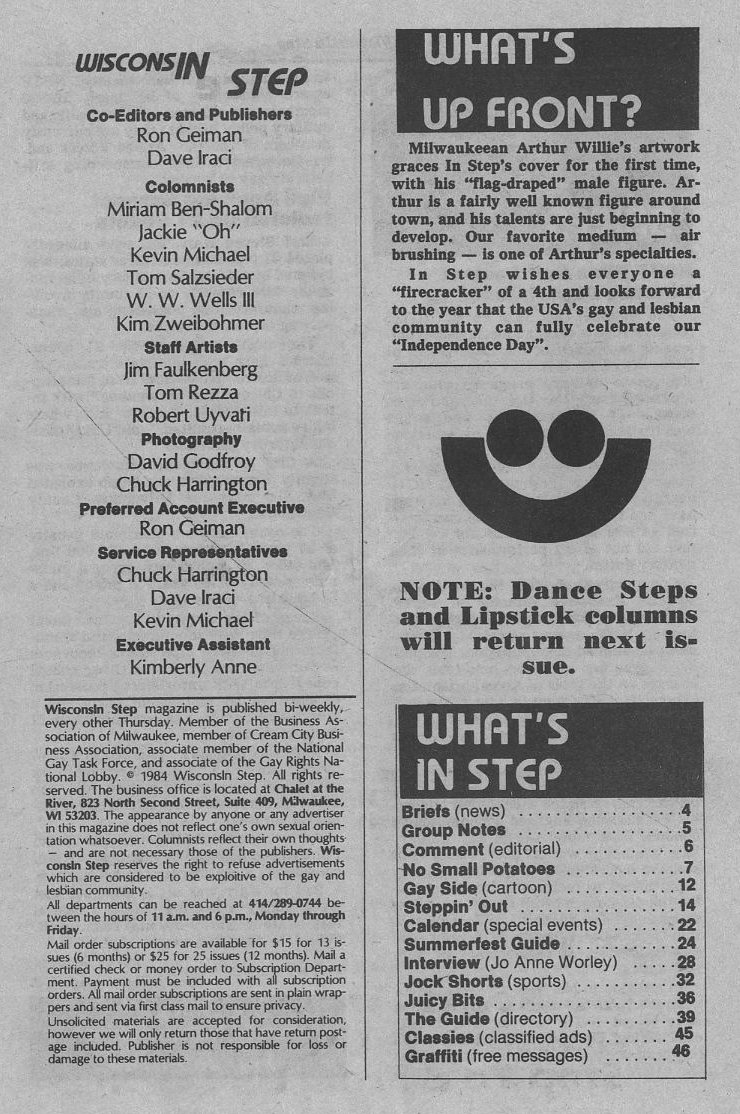 WISCONSIN STEP
Co-Editors and Publishers
Ron Geiman
Dave Iraci
Colomnists
Miriam Ben-Shalom
Jackie "Oh"
Kevin Michael
Tom Salzsieder
W. W. Wells III
Kim Zweibohmer
Staff Artists
Jim Faulkenberg
Tom Rezza
Robert Uyvati
Photography
David Godfroy
Chuck Harrington
Preferred Account Executive
Ron Geiman
Service Representatives
Chuck Harrington
Dave Iraci
Kevin Michael
Executive Assistant
Kimberly Anne
WisconsIn Step magazine is published bi-weekly,
every other Thursday. Member of the Business As-
sociation of Milwaukee, member of Cream City Busi-
ness Association, associate member of the National
Gay Task Force, and associate of the Gay Rights Na-
tional Lobby. © 1984 WisconsIn Step. All rights re-
served. The business office is located at Chalet at the
River, 823 North Second Street, Suite 409, Milwaukee,
WI 53203. The appearance by anyone or any advertiser
in this magazine does not reflect one's own sexual orien-
tation whatsoever. Columnists reflect their own thoughts
— and are not necessary those of the publishers. Wis-
consIn Step reserves the right to refuse advertisements
which are considered to be exploitive of the gay and
lesbian community.
All departments can be reached at 414/289-0744 be-
tween the hours of 11 a.m. and 6 p.m., Monday through
Friday.
Mail order subscriptions are available for $15 for 13 is-
sues (6 months) or $25 for 25 issues (12 months). Mail a
certified check or money order to Subscription Depart-
ment. Payment must be included with all subscription
orders. All mail order subscriptions are sent in plain wrap-
pers and sent via first class mail to ensure privacy.
Unsolicited materials are accepted for consideration,
however we will only return those that have return post-
age included. Publisher is not responsible for loss or
damage to these materials.
WHAT'S
UP FRONT?
Milwaukeean Arthur Willie's artwork
graces In Step's cover for the first time,
with his "flag-draped" male figure. Ar-
thur is a fairly well known figure around
town, and his talents are just beginning to
develop. Our favorite medium — air
brushing — is one of Arthur's specialties.
In Step wishes everyone a
"firecracker" of a 4th and looks forward
to the year that the USA's gay and lesbian
community can fully celebrate our
"Independence Day".
NOTE: Dance Steps
and Lipstick columns
will return next is-
sue.
WHAT'S
IN STEP
Briefs (news) . . . . . . . . . . . . . . . . . . 4
Group Notes . . . . . . . . . . . . . . . . . . 5
Comment (editorial) . . . . . . . . . . . . . 6
No Small Potatoes . . . . . . . . . . . . 7
Gay Side (cartoon) . . . . . . . . . . . . 12
Steppin' Out . . . . . . . . . . . . . . . . 14
Calendar (special events) . . . . . . . 22
Summerfest Guide . . . . . . . . . . . 24
Interview (Jo Anne Worley) . . . . . 28
Jock Shorts (sports) . . . . . . . . . . 32
Juicy Bits . . . . . . . . . . . . . . . . . . . 36
The Guide (directory) . . . . . . . . . 39
Classies (classified ads) . . . . . . . 45
Graffiti (free messages) . . . . . . . 46